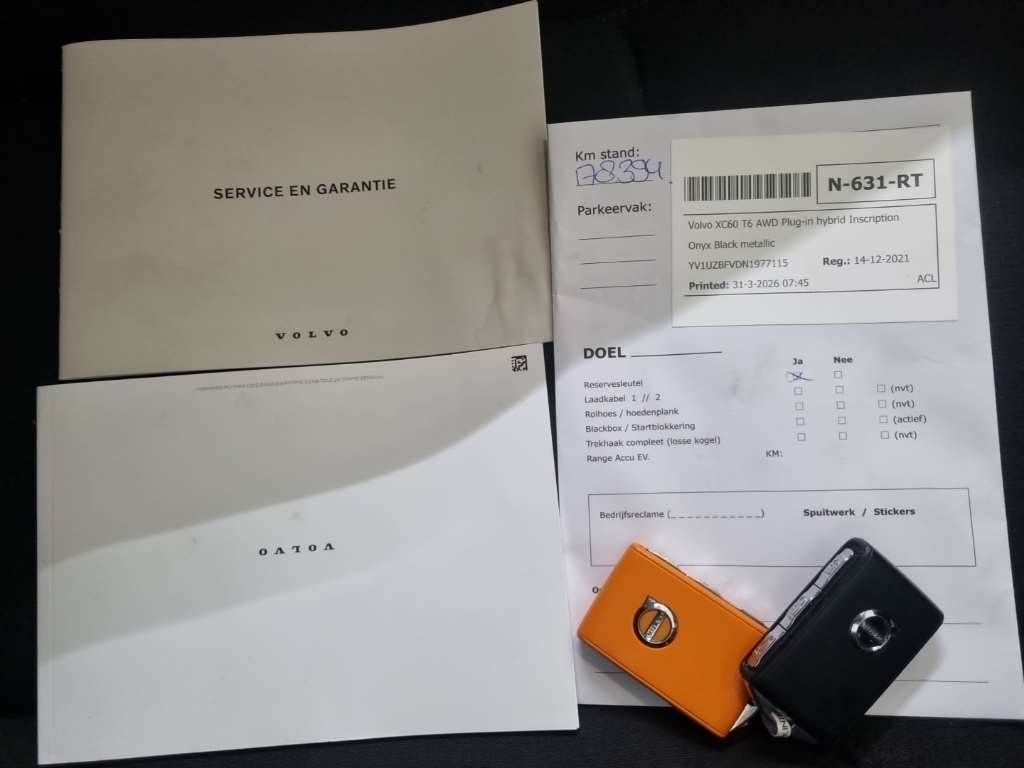 SERVICE EN GARANTIE
VOLVO
VOLVO
Km stand:
178394
Parkeervak:
N-631-RT
Volvo XC60 T6 AWD Plug-in hybrid Inscription
Onyx Black metallic
YV1UZBFVDN1977115 Reg.: 14-12-2021
Printed: 31-3-2026 07:45 ACL
DOEL
Ja Nee
Reservesleutel
Laadkabel 1 // 2 (nvt)
Rolhoes / hoedenplank (nvt)
Blackbox / Startblokkering (actief)
Trekhaak compleet (losse kogel) (nvt)
Range Accu EV. KM:
Bedrijfsreclame (___________) Spuitwerk / Stickers
VOLVO
VOLVO